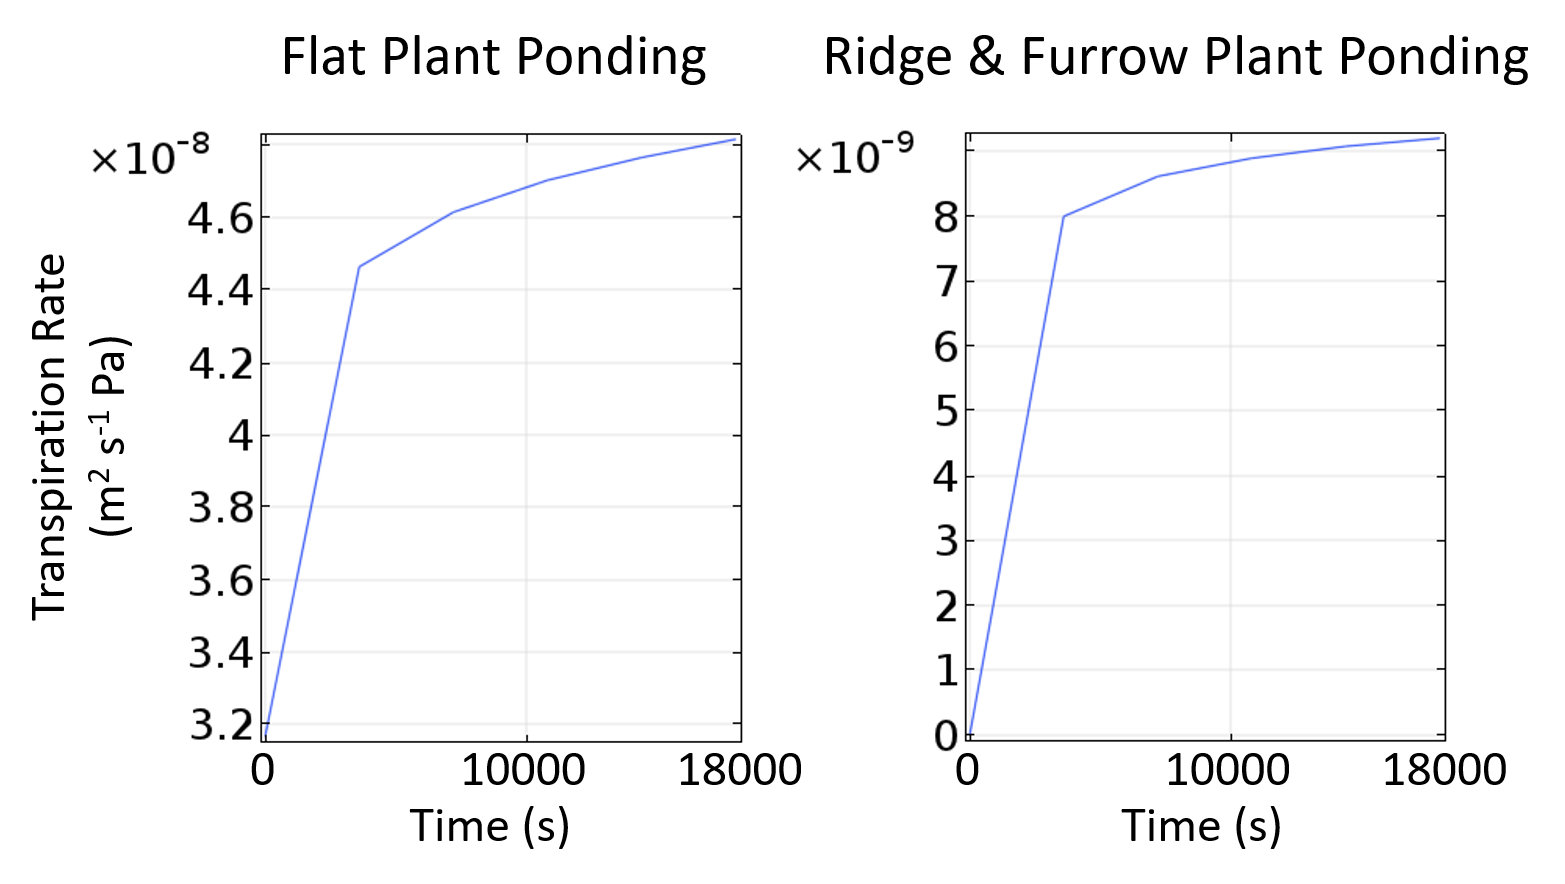 Flat Plant Ponding
Ridge & Furrow Plant Ponding
Transpiration Rate
(m² s⁻¹ Pa)
×10⁻⁸
4.6
4.4
4.2
4
3.8
3.6
3.4
3.2
0 10000 18000
Time (s)
×10⁻⁹
8
7
6
5
4
3
2
1
0
0 10000 18000
Time (s)